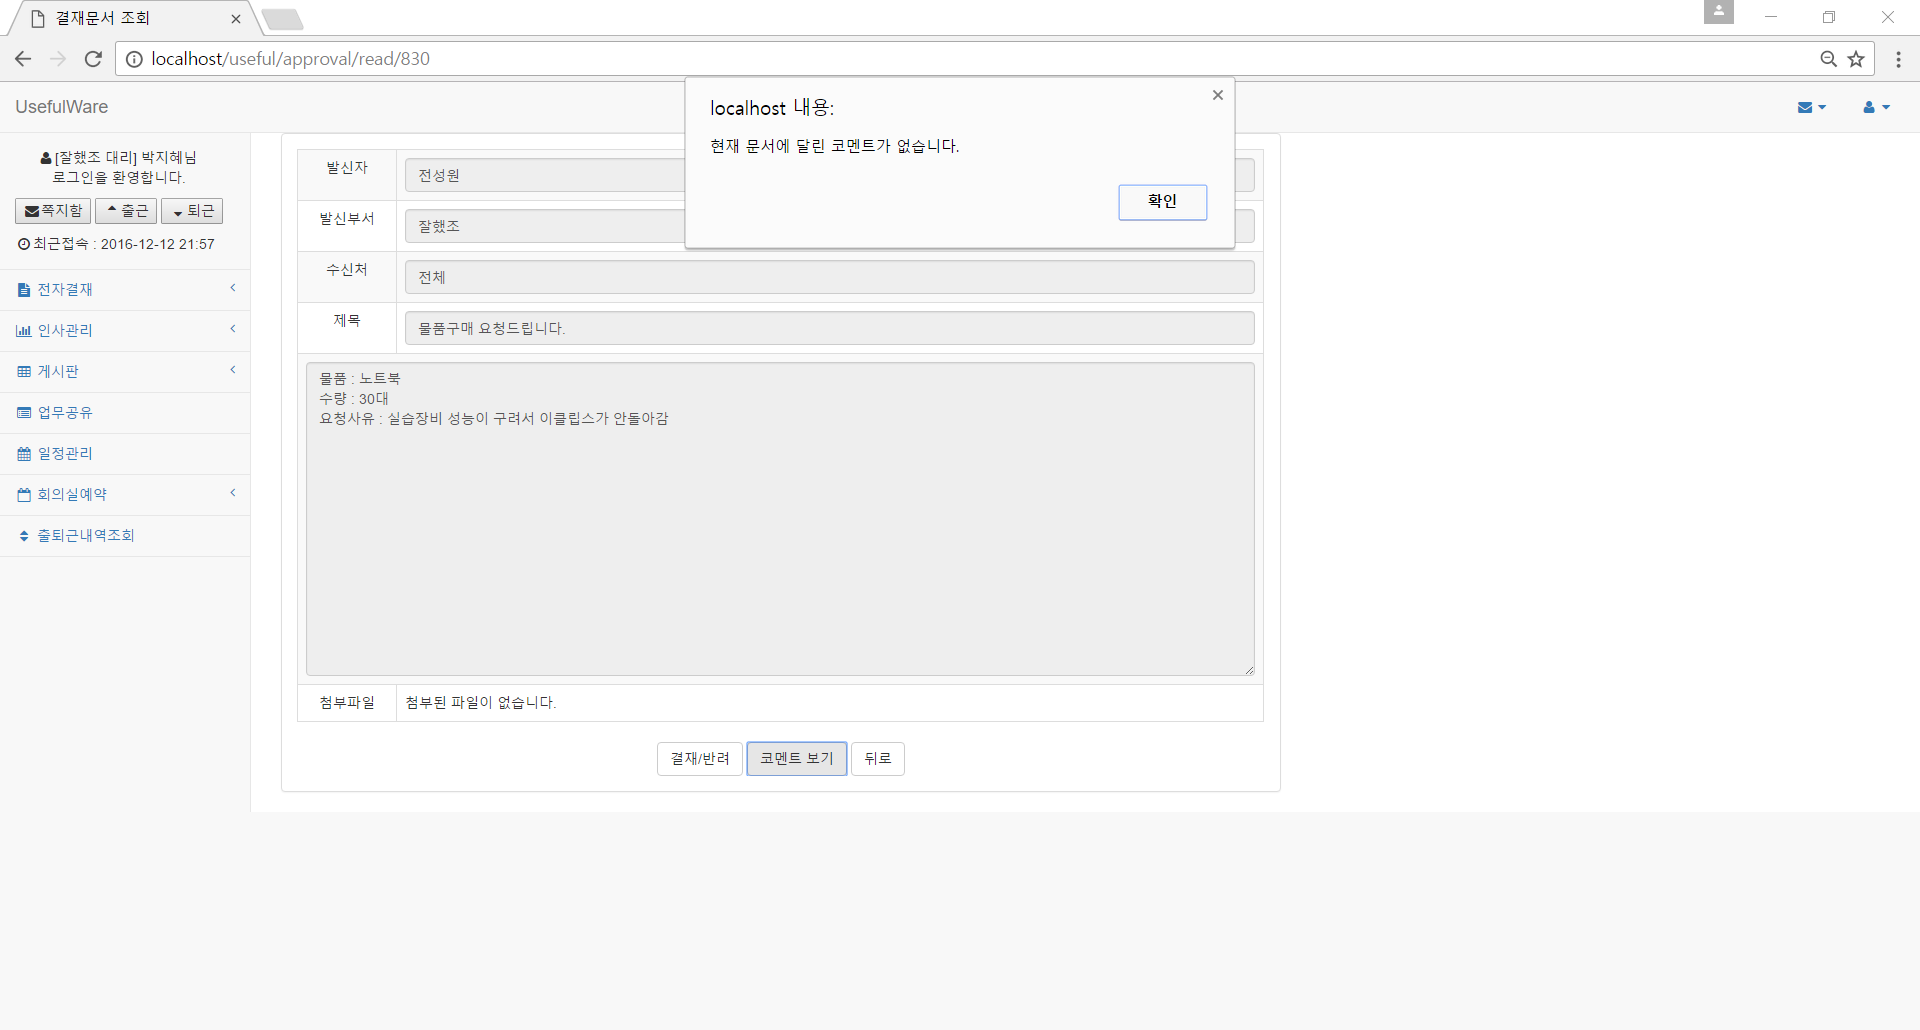 결재문서 조회
localhost/useful/approval/read/830
UsefulWare
localhost 내용:
현재 문서에 달린 코멘트가 없습니다.
확인
[잘했조 대리] 박지혜님
로그인을 환영합니다.
쪽지함 출근 퇴근
최근접속 : 2016-12-12 21:57
전자결재
인사관리
게시판
업무공유
일정관리
회의실예약
출퇴근내역조회
발신자 전성원
발신부서 잘했조
수신처 전체
제목 물품구매 요청드립니다.
물품 : 노트북
수량 : 30대
요청사유 : 실습장비 성능이 구려서 이클립스가 안돌아감
첨부파일 첨부된 파일이 없습니다.
결재/반려 코멘트 보기 뒤로